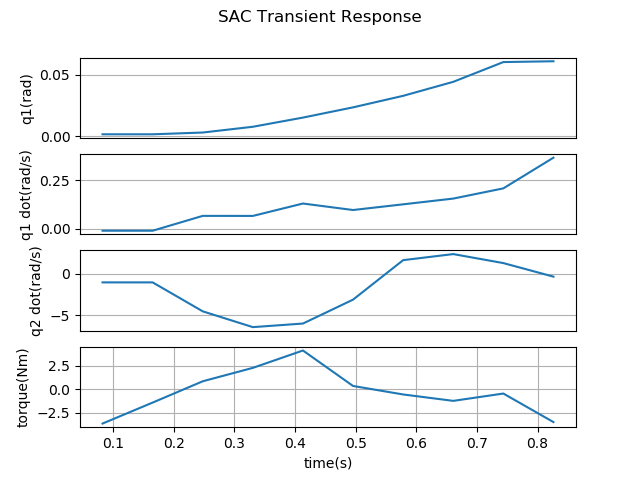 SAC Transient Response
0.05
0.00
q1(rad)
0.25
0.00
q1 dot(rad/s)
0
−5
q2 dot(rad/s)
2.5
0.0
−2.5
torque(Nm)
0.1 0.2 0.3 0.4 0.5 0.6 0.7 0.8
time(s)